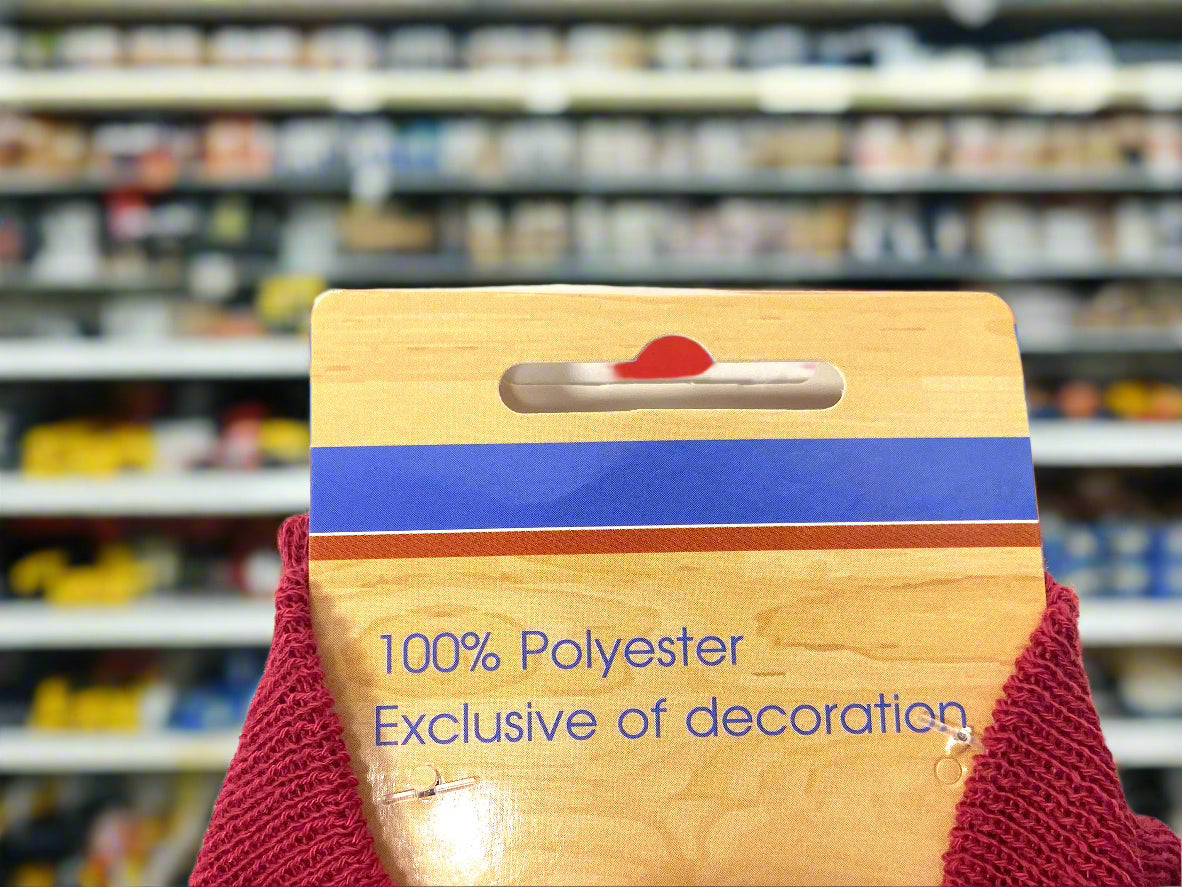 100% Polyester
Exclusive of decoration